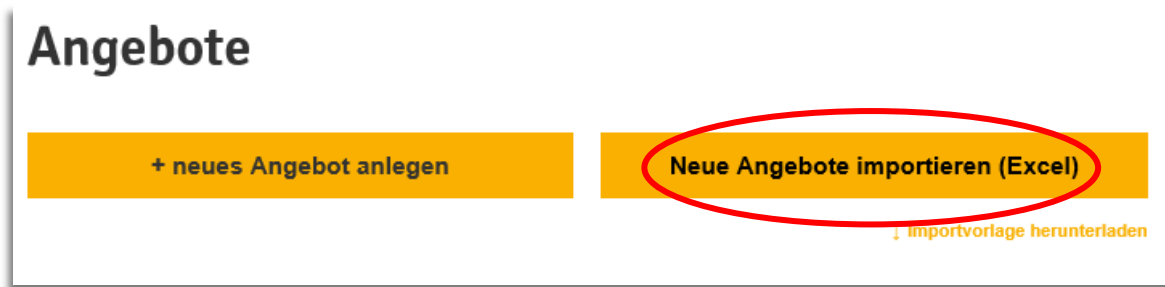 Angebote
+ neues Angebot anlegen
Neue Angebote importieren (Excel)
↓ Importvorlage herunterladen